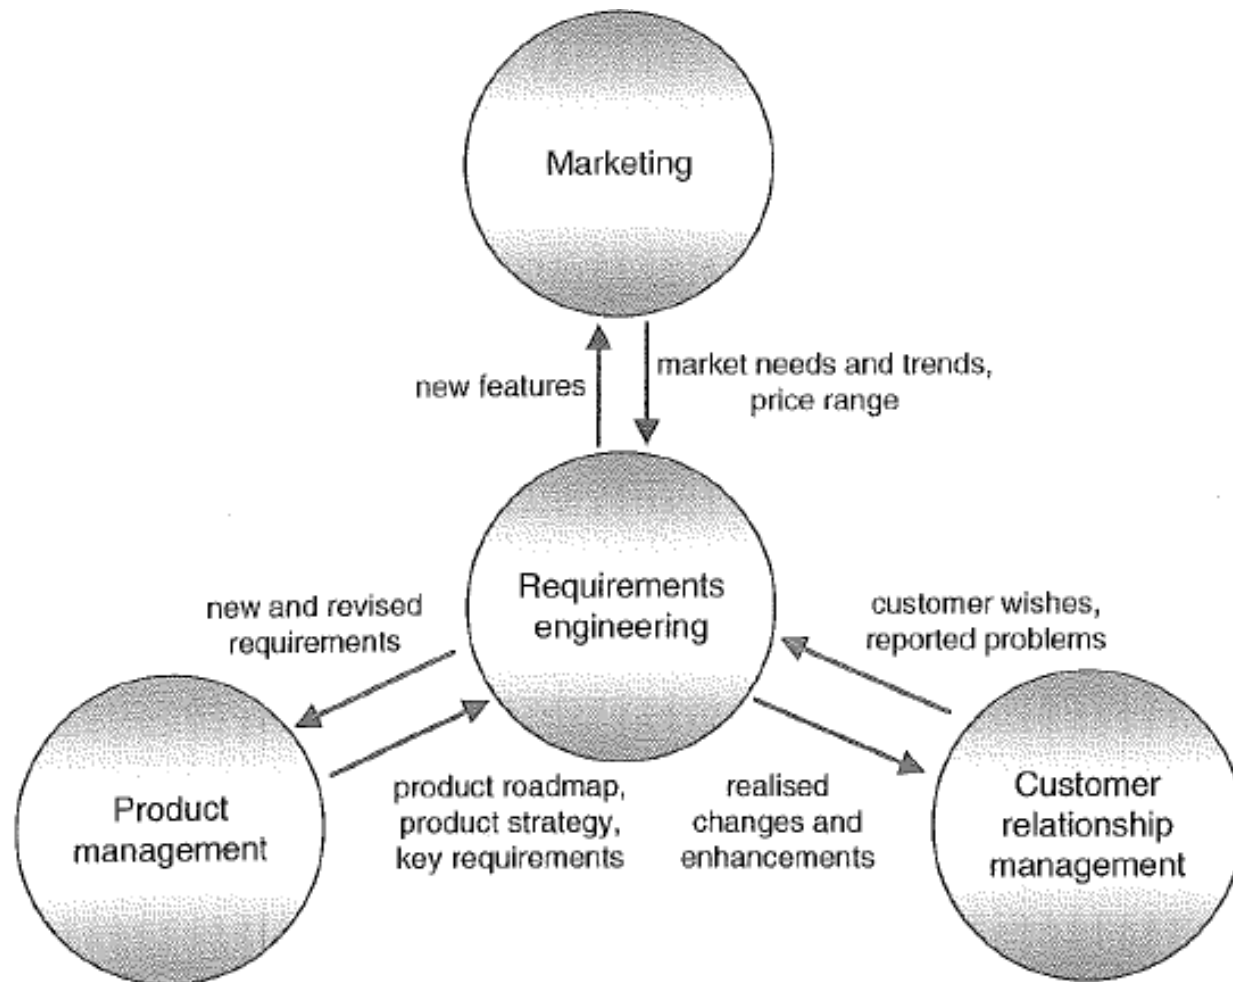 Marketing
new features
market needs and trends,
price range
Requirements
engineering
new and revised
requirements
customer wishes,
reported problems
Product
management
product roadmap,
product strategy,
key requirements
realised
changes and
enhancements
Customer
relationship
management